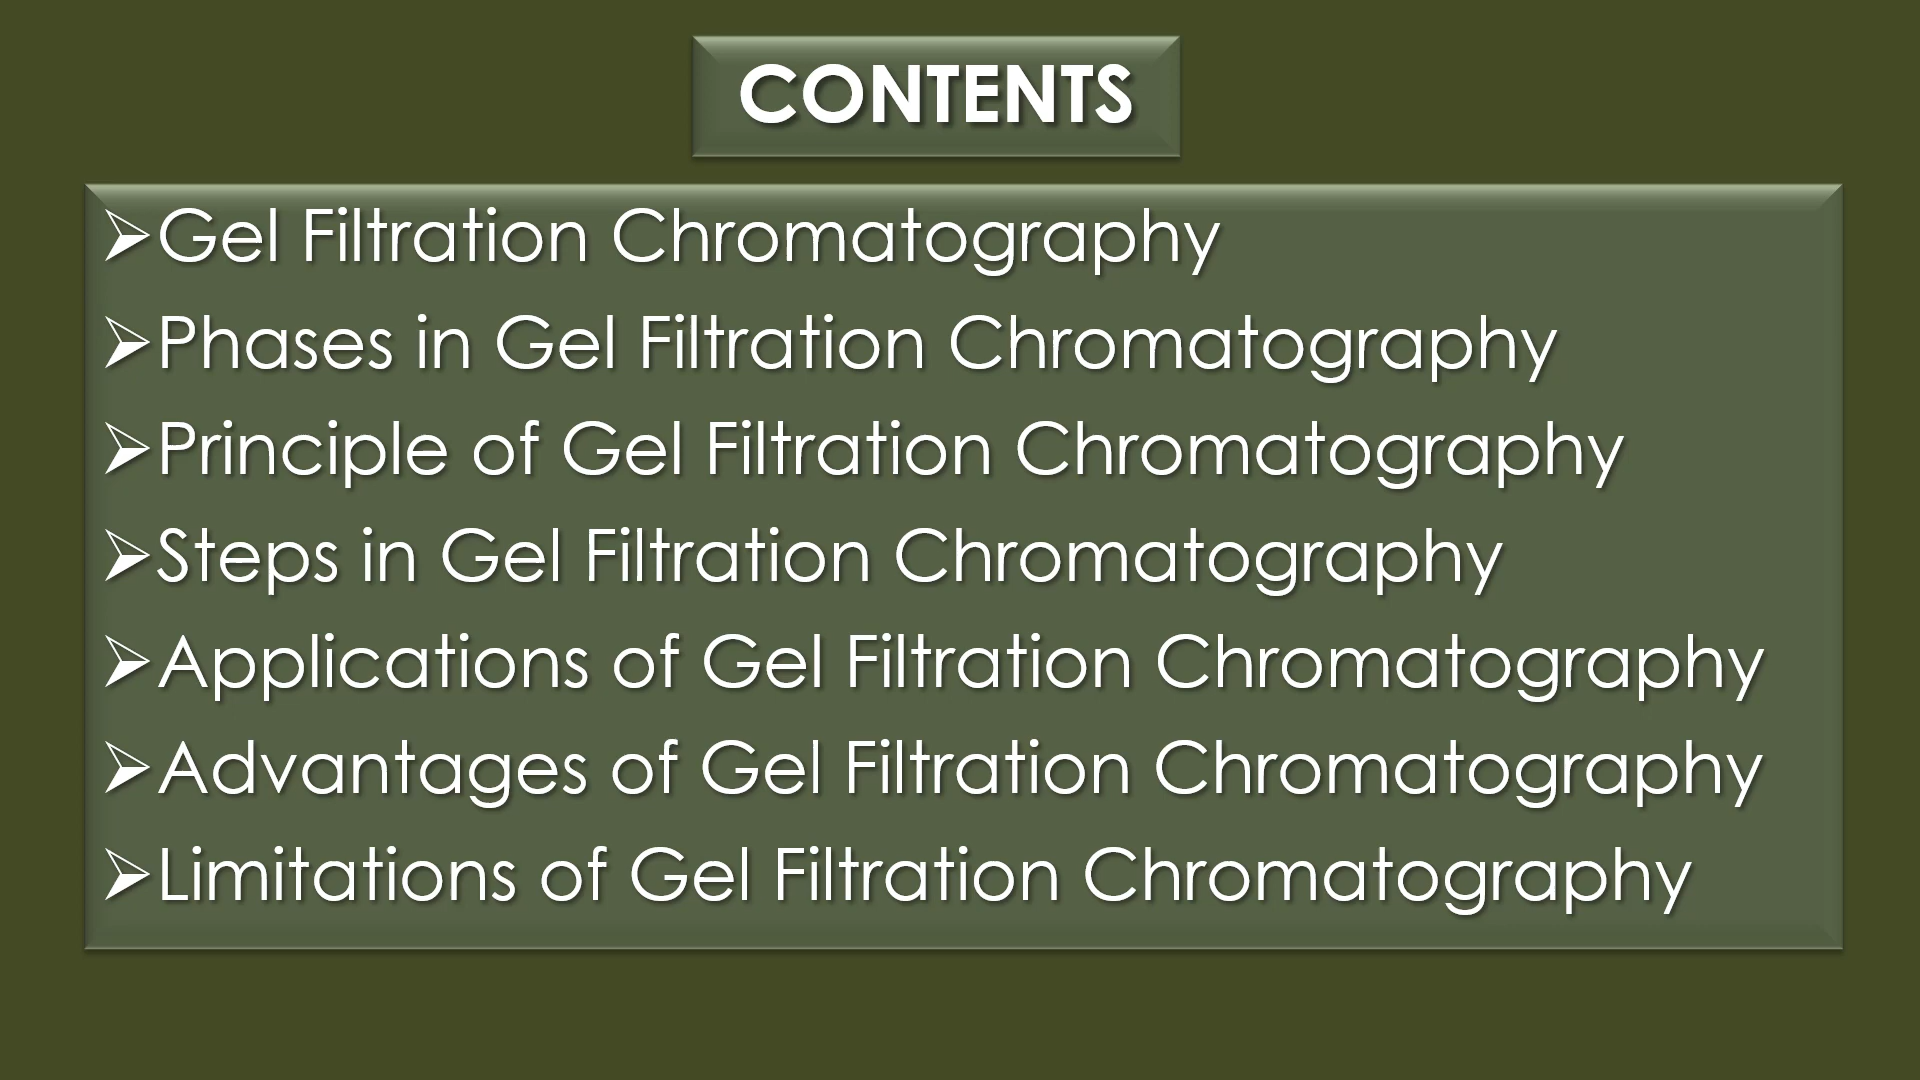 CONTENTS
➢Gel Filtration Chromatography
➢Phases in Gel Filtration Chromatography
➢Principle of Gel Filtration Chromatography
➢Steps in Gel Filtration Chromatography
➢Applications of Gel Filtration Chromatography
➢Advantages of Gel Filtration Chromatography
➢Limitations of Gel Filtration Chromatography